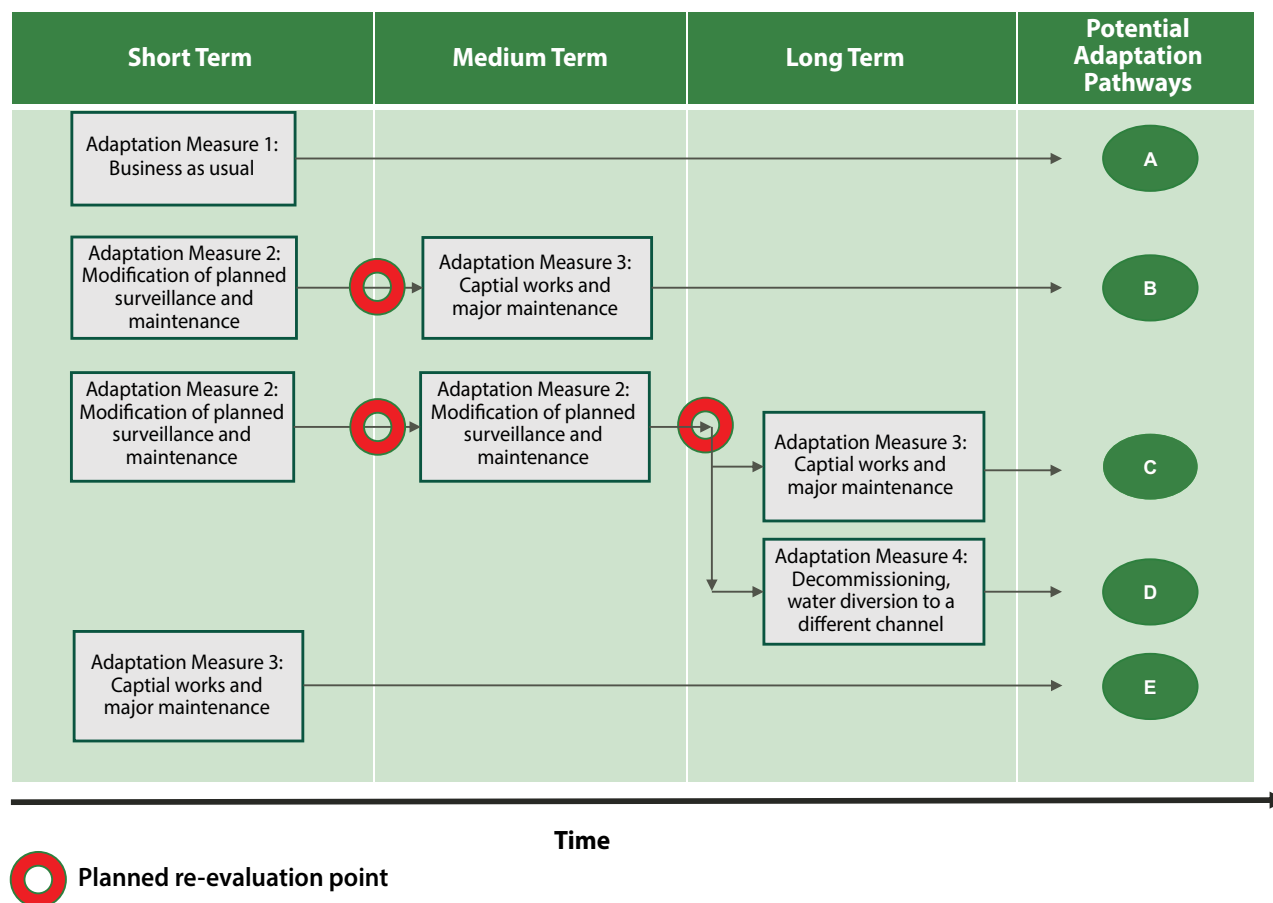 Short Term
Medium Term
Long Term
Potential
Adaptation
Pathways
Adaptation Measure 1:
Business as usual
A
Adaptation Measure 2:
Modification of planned
surveillance and
maintenance
Adaptation Measure 3:
Captial works and
major maintenance
B
Adaptation Measure 2:
Modification of planned
surveillance and
maintenance
Adaptation Measure 2:
Modification of planned
surveillance and
maintenance
Adaptation Measure 3:
Captial works and
major maintenance
C
Adaptation Measure 4:
Decommissioning,
water diversion to a
different channel
D
Adaptation Measure 3:
Captial works and
major maintenance
E
Time
Planned re-evaluation point